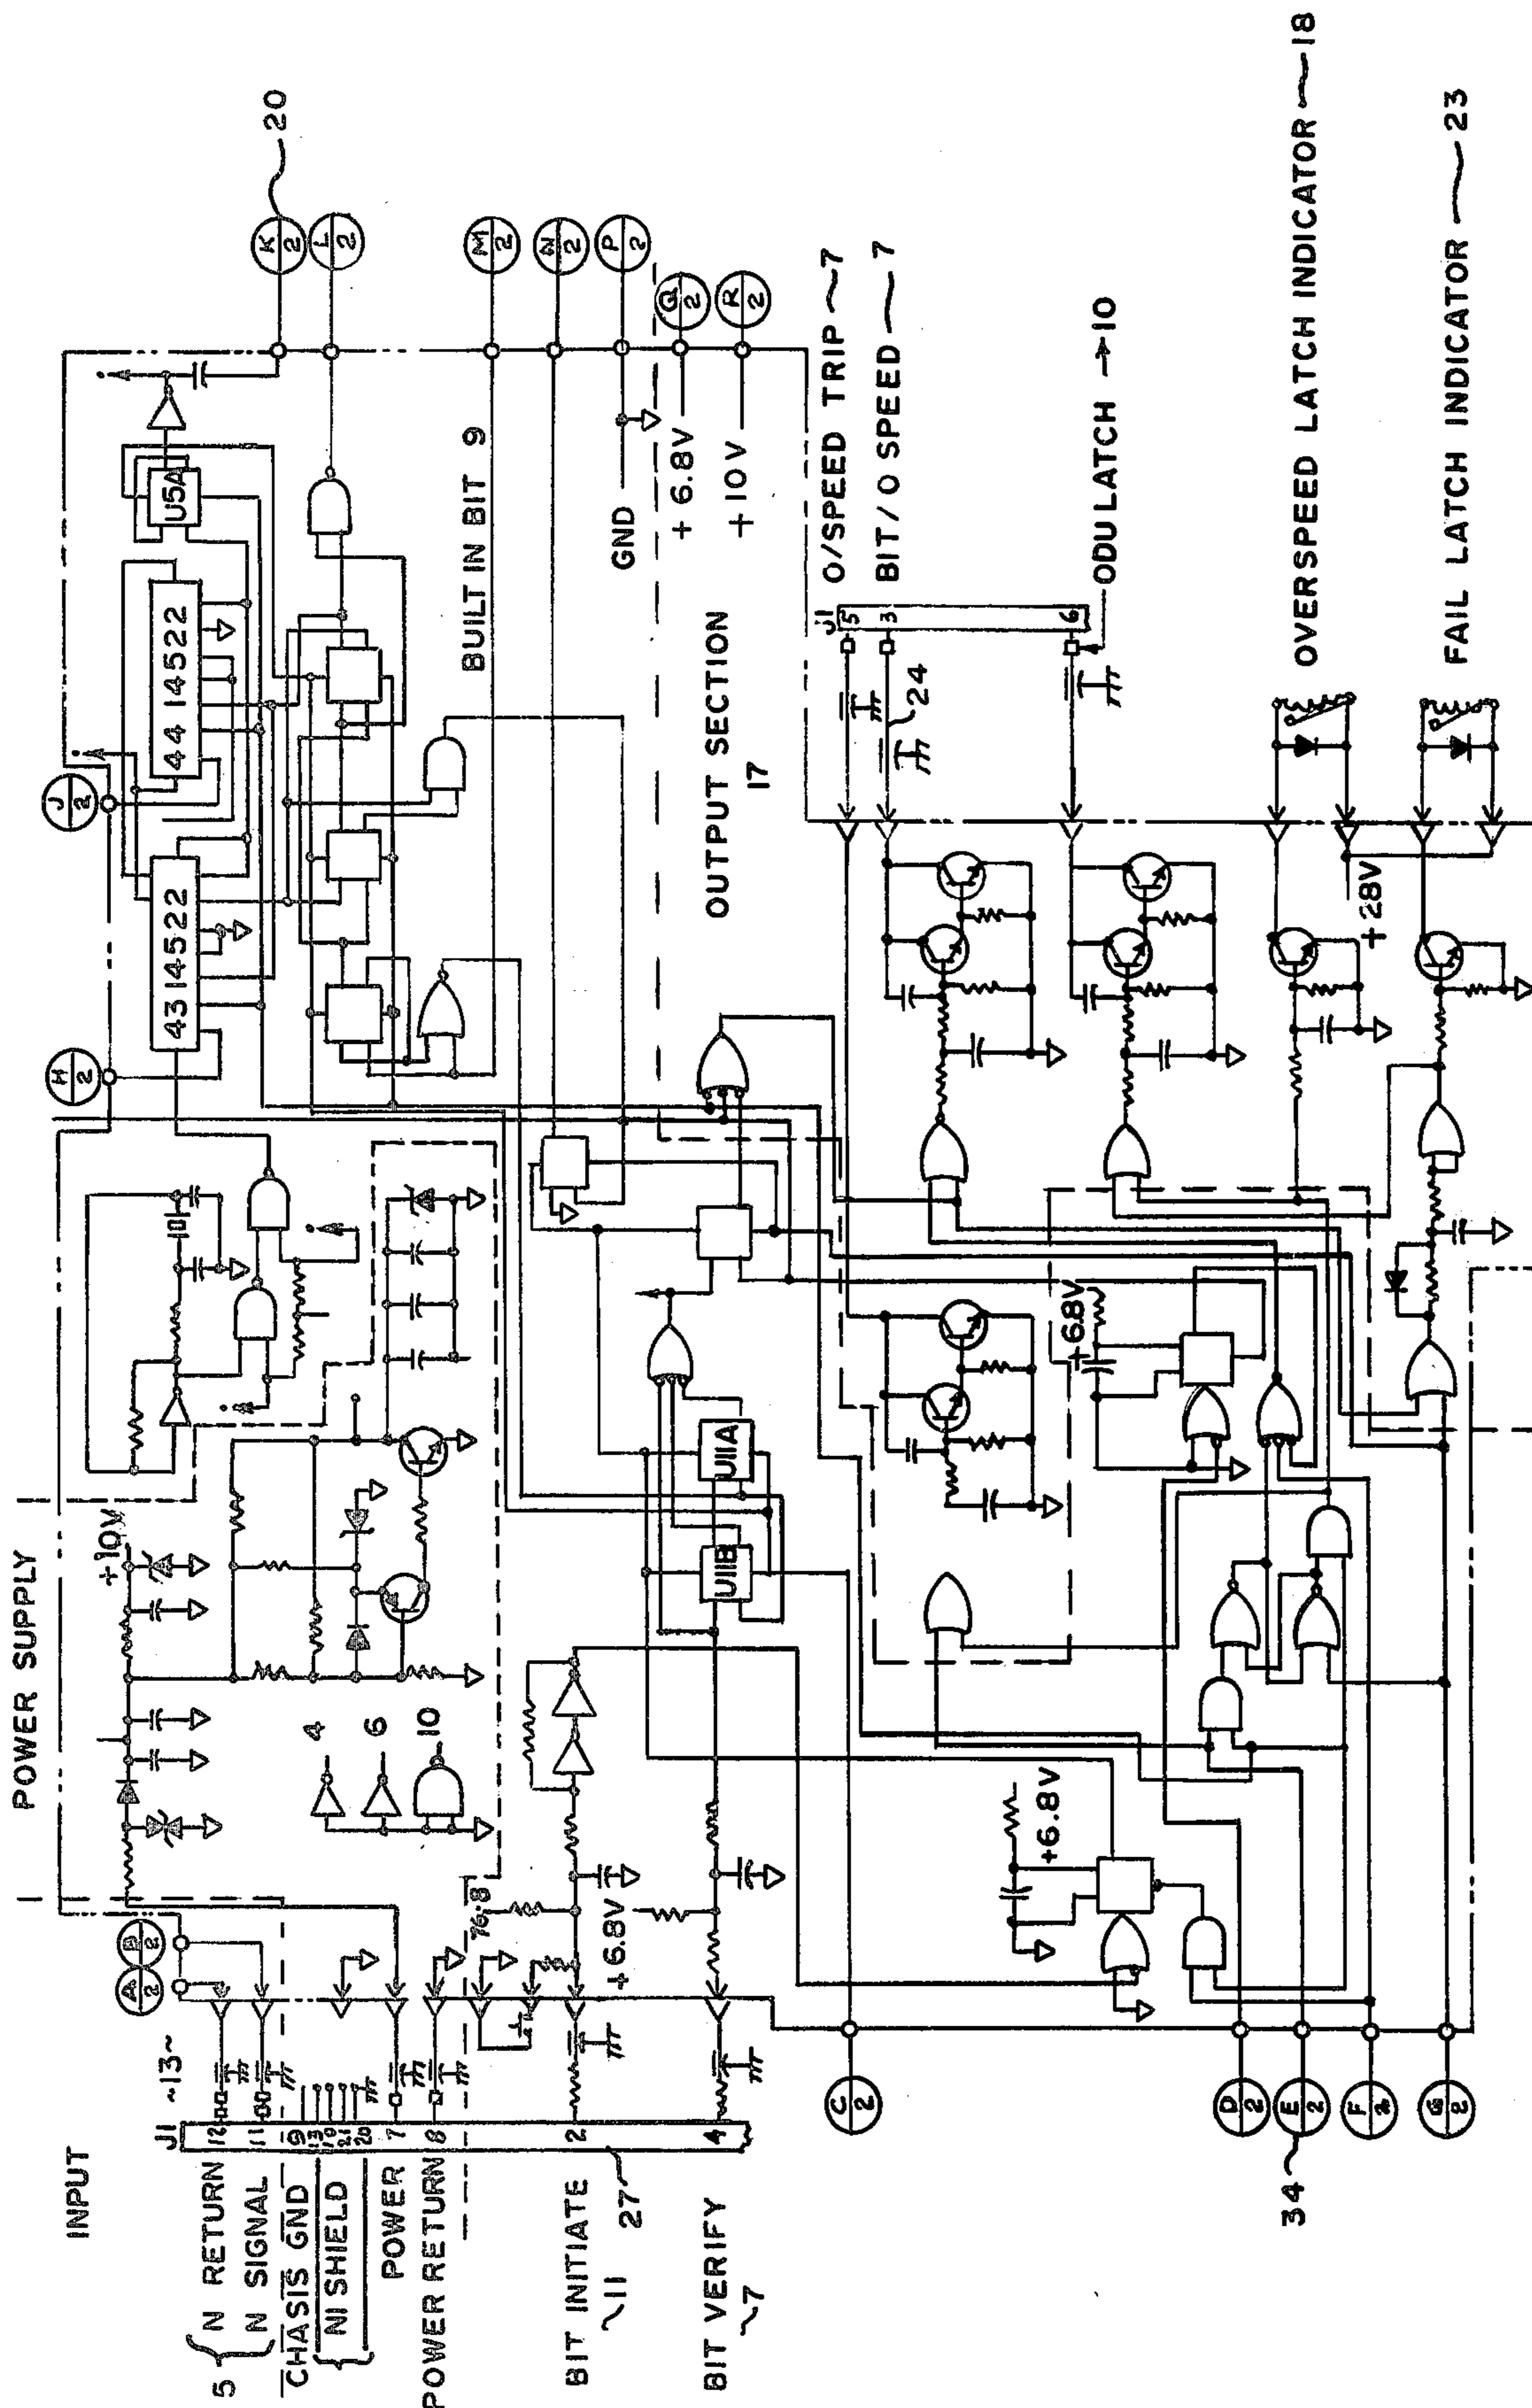 INPUT
J1 ~13~
5 N RETURN 12
N SIGNAL 11
CHASIS GND 9
NI SHIELD
13
19
21
20
POWER 7
POWER RETURN 8
BIT INITIATE 2
11
27
BIT VERIFY 4
7
A 2
B 2
1
POWER SUPPLY
+10V
4
6
10
+6.8V
H 2
J 2
43 14522
44 14522
U5A
K 2
20
L 2
M 2
N 2
P 2
Q 2
R 2
BUILT IN BIT 9
GND
+6.8V
+10V
OUTPUT SECTION
17
U11B
U11A
J1
5 O/SPEED TRIP ~7
3 BIT/O SPEED ~7
24
6
ODU LATCH 10
OVERSPEED LATCH INDICATOR ~18
+28V
FAIL LATCH INDICATOR ~23
+6.8V
+6.8V
C 2
D 2
E 2
34
F 2
G 2